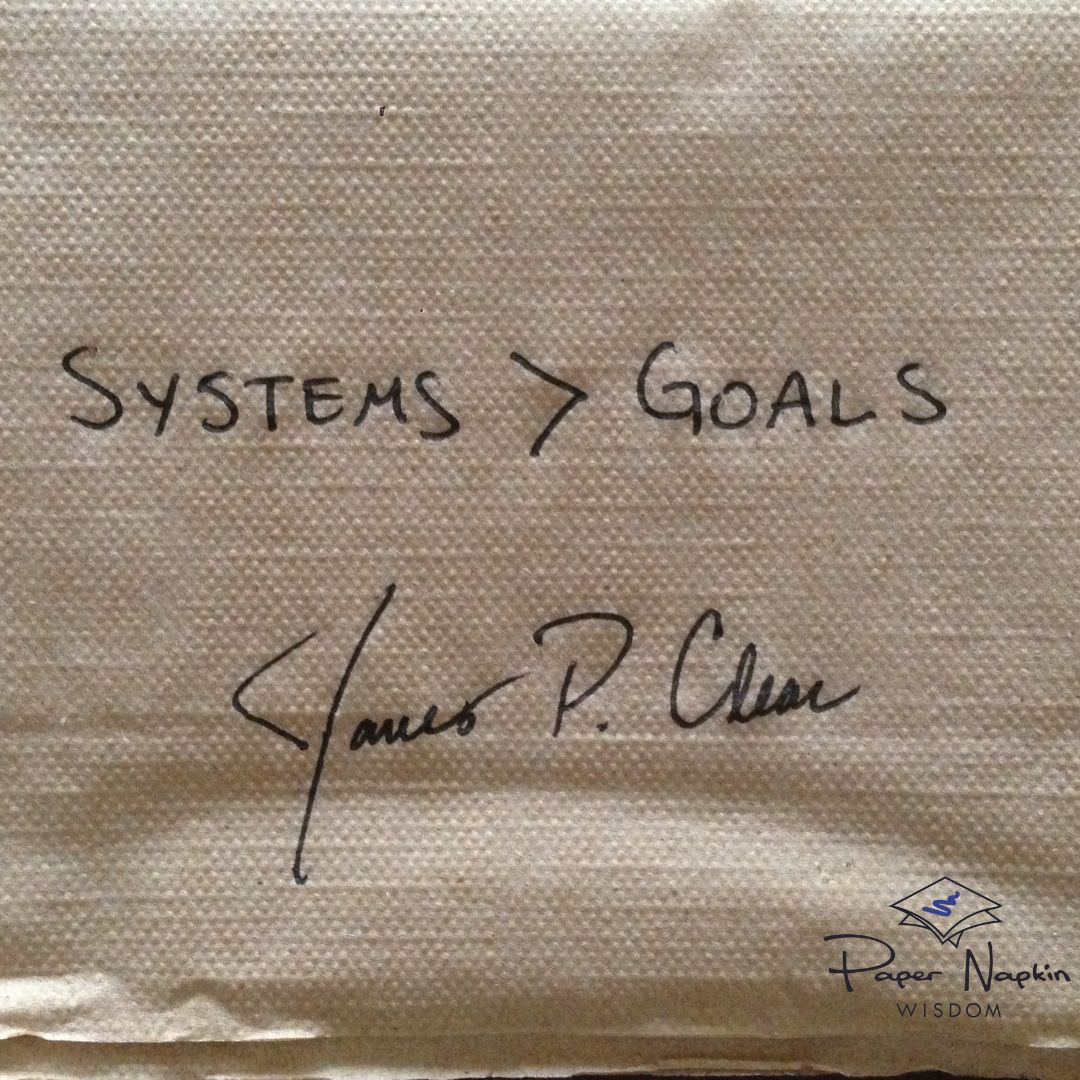 SYSTEMS > GOALS
James P. Clear
Paper Napkin
WISDOM